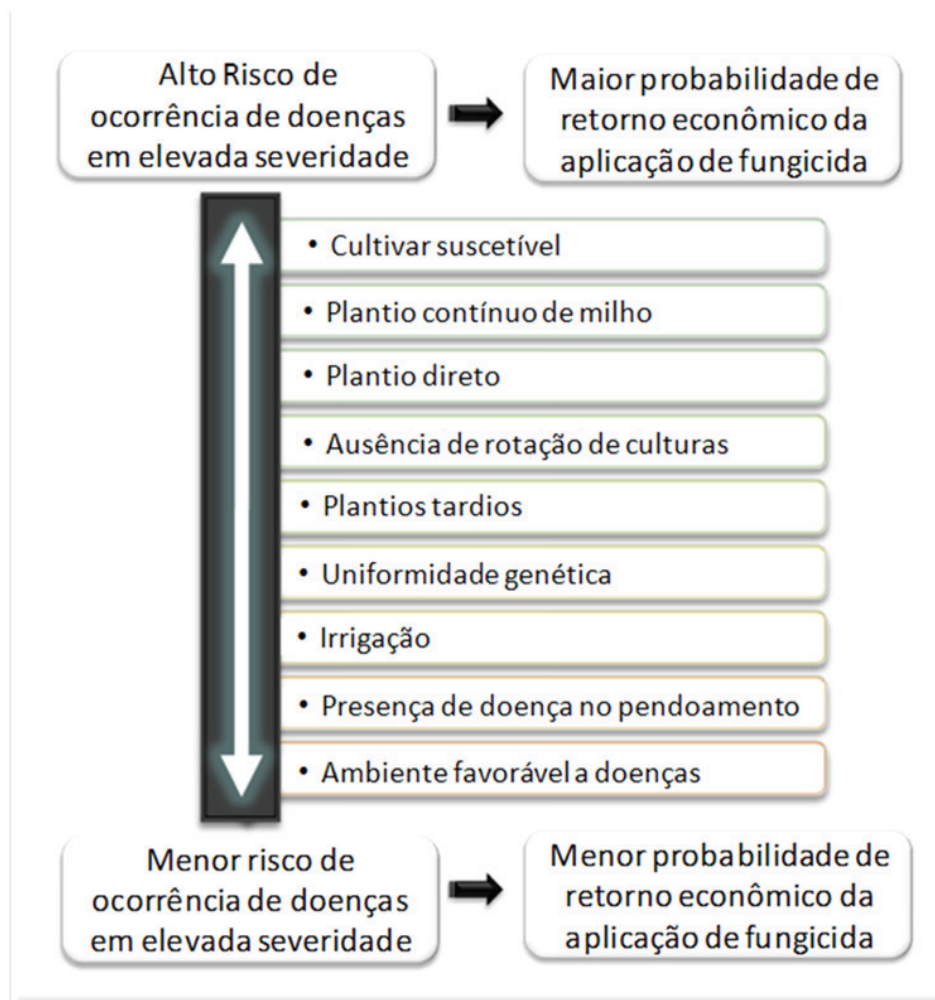 Alto Risco de
ocorrência de doenças
em elevada severidade
Maior probabilidade de
retorno econômico da
aplicação de fungicida
• Cultivar suscetível
• Plantio contínuo de milho
• Plantio direto
• Ausência de rotação de culturas
• Plantios tardios
• Uniformidade genética
• Irrigação
• Presença de doença no pendoamento
• Ambiente favorável a doenças
Menor risco de
ocorrência de doenças
em elevada severidade
Menor probabilidade de
retorno econômico da
aplicação de fungicida